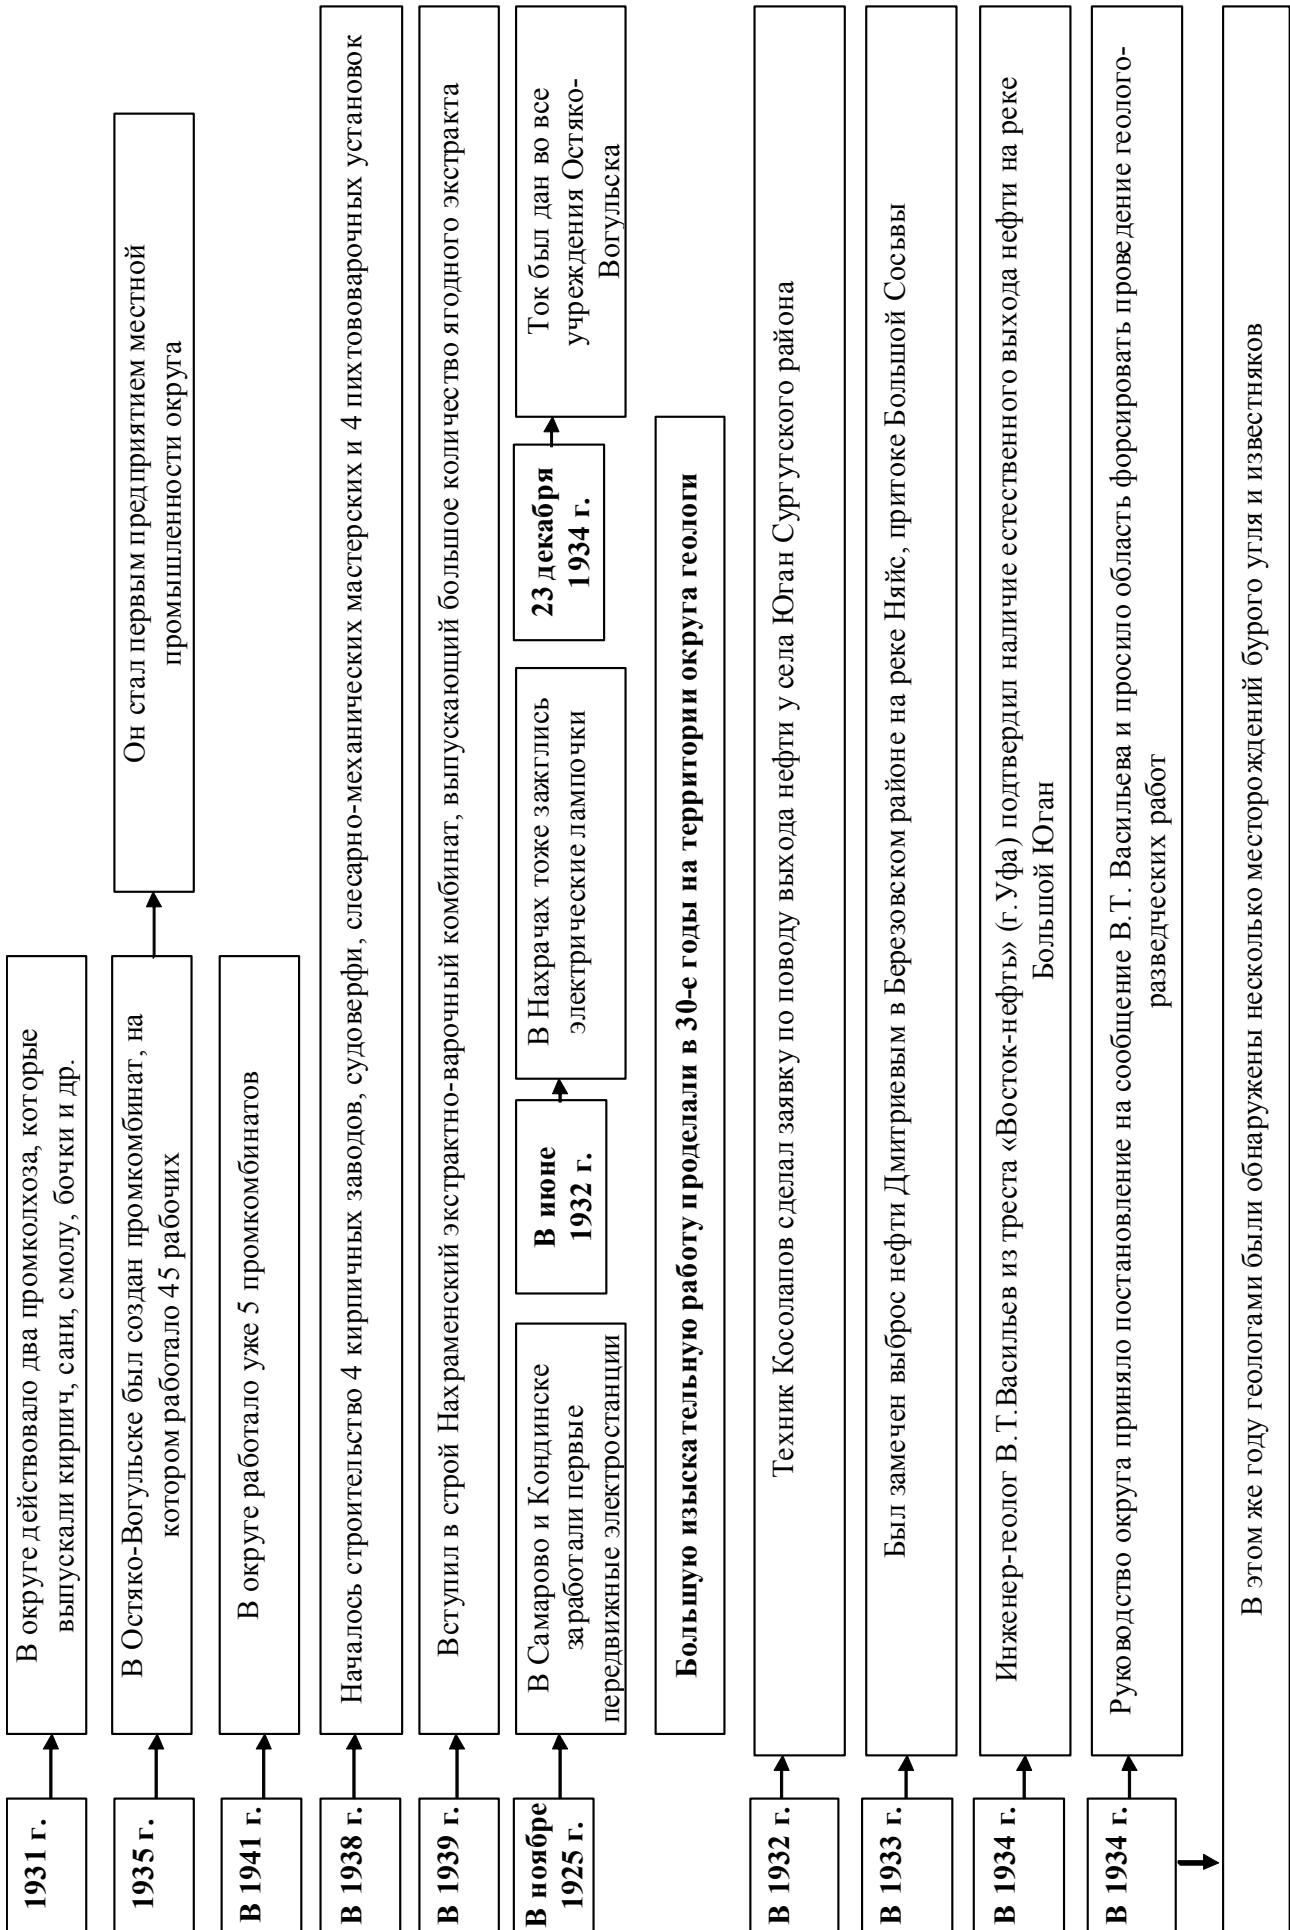 1931 г.
В округе действовало два промколхоза, которые
выпускали кирпич, сани, смолу, бочки и др.
1935 г.
В Остяко-Вогульске был создан промкомбинат, на
котором работало 45 рабочих
Он стал первым предприятием местной
промышленности округа
В 1941 г.
В округе работало уже 5 промкомбинатов
В 1938 г.
Началось строительство 4 кирпичных заводов, судоверфи, слесарно-механических мастерских и 4 пихтоварочных установок
В 1939 г.
Вступил в строй Нахраменский экстрактно-варочный комбинат, выпускающий большое количество ягодного экстракта
В ноябре
1925 г.
В Самарово и Кондинске
заработали первые
передвижные электростанции
В июне
1932 г.
В Нахрачах тоже зажглись
электрические лампочки
23 декабря
1934 г.
Ток был дан во все
учреждения Остяко-
Вогульска
Большую изыскательную работу проделали в 30-е годы на территории округа геологи
В 1932 г.
Техник Косолапов сделал заявку по поводу выхода нефти у села Юган Сургутского района
В 1933 г.
Был замечен выброс нефти Дмитриевым в Березовском районе на реке Няйс, притоке Большой Сосьвы
В 1934 г.
Инженер-геолог В.Т.Васильев из треста «Восток-нефть» (г. Уфа) подтвердил наличие естественного выхода нефти на реке
Большой Юган
В 1934 г.
Руководство округа приняло постановление на сообщение В.Т. Васильева и просило область форсировать проведение геолого-
разведческих работ
В этом же году геологами были обнаружены несколько месторождений бурого угля и известняков